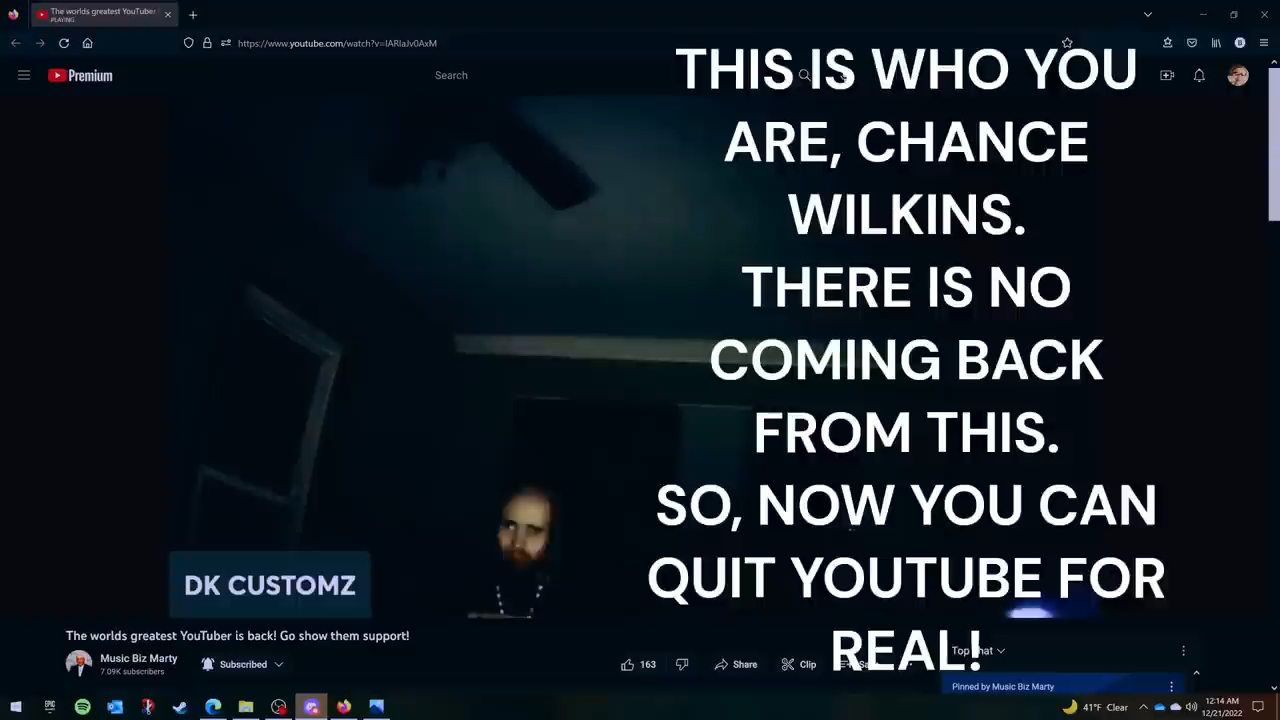 The worlds greatest YouTuber
PLAYING
https://www.youtube.com/watch?v=
Premium
Search
THIS IS WHO YOU
ARE, CHANCE
WILKINS.
THERE IS NO
COMING BACK
FROM THIS.
SO, NOW YOU CAN
QUIT YOUTUBE FOR
REAL!
DK CUSTOMZ
The worlds greatest YouTuber is back! Go show them support!
Music Biz Marty
7.09K subscribers
Subscribed
163
Share
Clip
Top chat
Pinned by Music Biz Marty
EPIC
41°F Clear
12:14 AM
12/21/2022